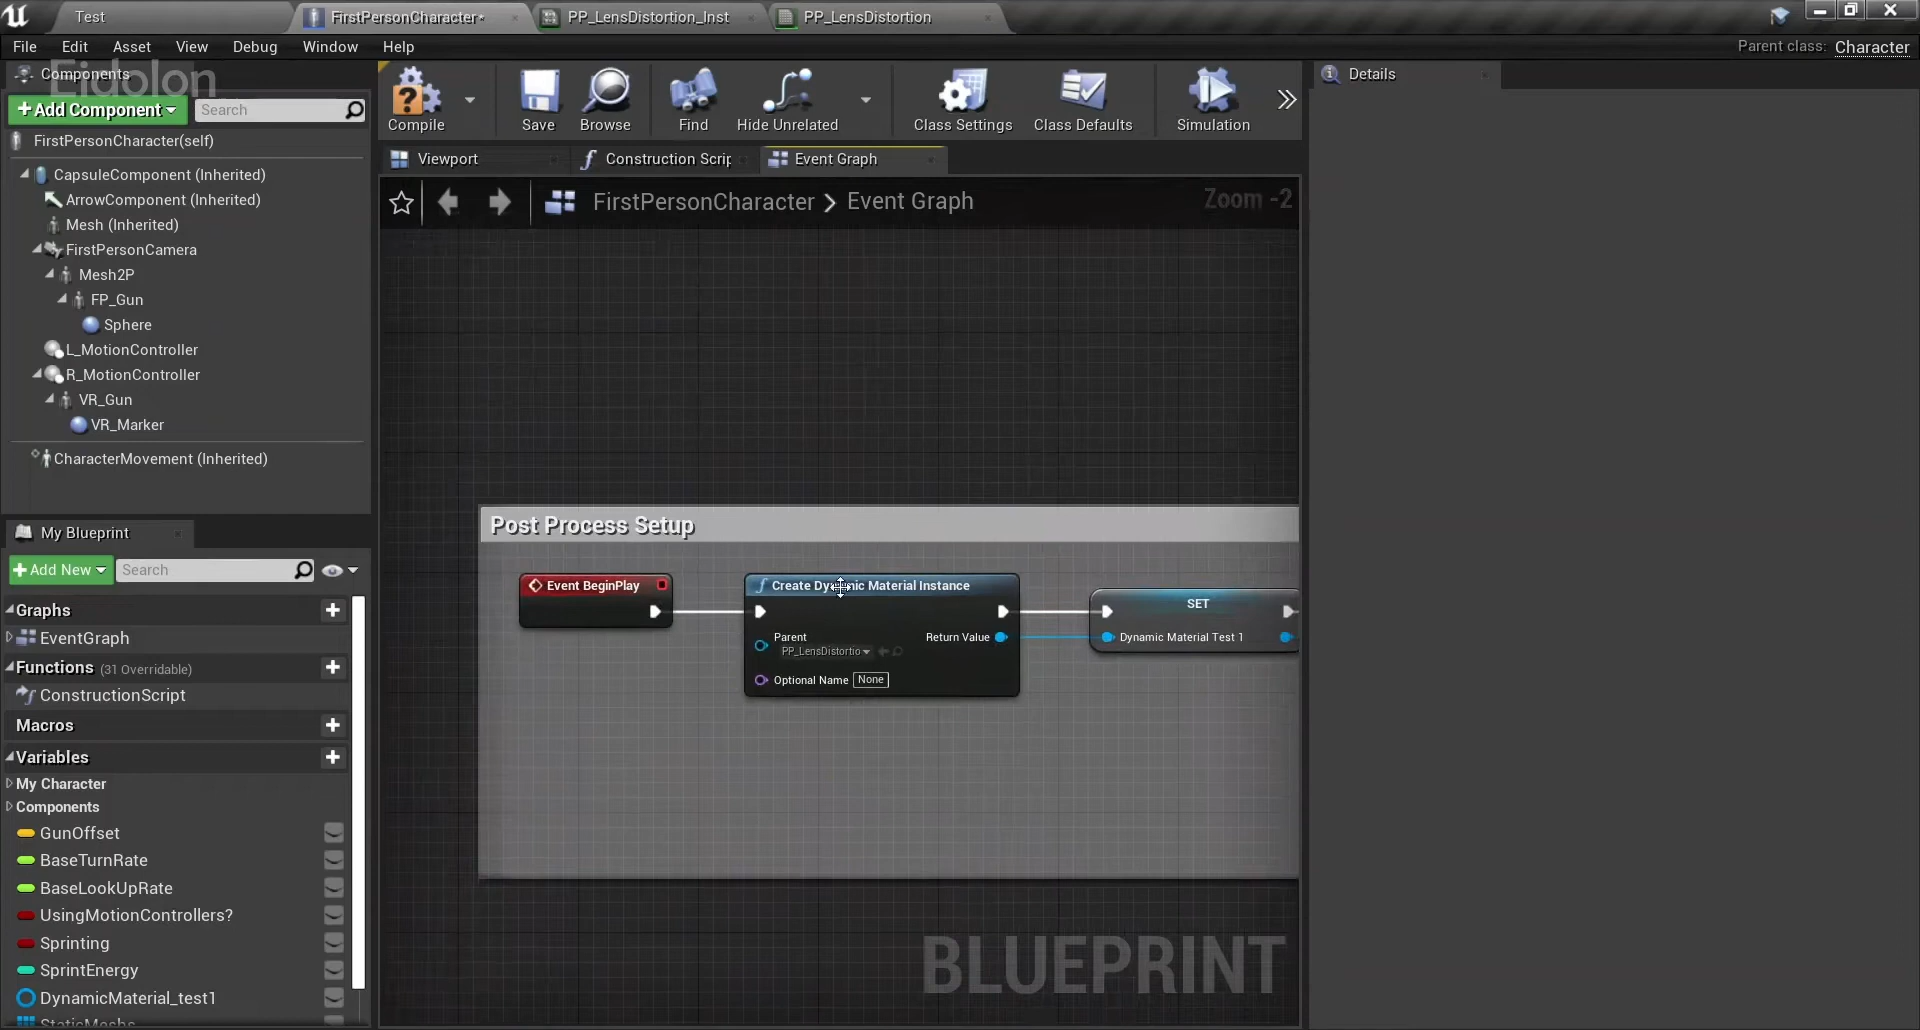 Test
FirstPersonCharacter*
PP_LensDistortion_Inst
PP_LensDistortion
File Edit Asset View Debug Window Help
Parent class: Character
Components
Eidolon
+Add Component
Search
FirstPersonCharacter(self)
CapsuleComponent (Inherited)
ArrowComponent (Inherited)
Mesh (Inherited)
FirstPersonCamera
Mesh2P
FP_Gun
Sphere
L_MotionController
R_MotionController
VR_Gun
VR_Marker
CharacterMovement (Inherited)
My Blueprint
+Add New
Search
Graphs
EventGraph
Functions (31 Overridable)
ConstructionScript
Macros
Variables
My Character
Components
GunOffset
BaseTurnRate
BaseLookUpRate
UsingMotionControllers?
Sprinting
SprintEnergy
DynamicMaterial_test1
Compile
Save
Browse
Find
Hide Unrelated
Class Settings
Class Defaults
Simulation
Viewport
Construction Scrip
Event Graph
FirstPersonCharacter > Event Graph
Zoom -2
Post Process Setup
Event BeginPlay
Create Dynamic Material Instance
Parent
PP_LensDistortio
Return Value
Optional Name None
SET
Dynamic Material Test 1
BLUEPRINT
Details